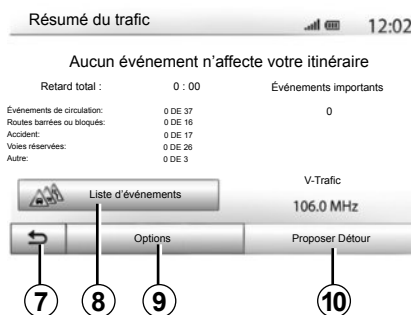 Résumé du trafic 12:02
Aucun événement n'affecte votre itinéraire
Retard total : 0 : 00 Événements importants
Événements de circulation: 0 DE 37 0
Routes barrées ou bloqués: 0 DE 16
Accident: 0 DE 17
Voies réservées: 0 DE 26
Autre: 0 DE 3
Liste d'événements V-Trafic
106.0 MHz
Options Proposer Détour
7 8 9 10